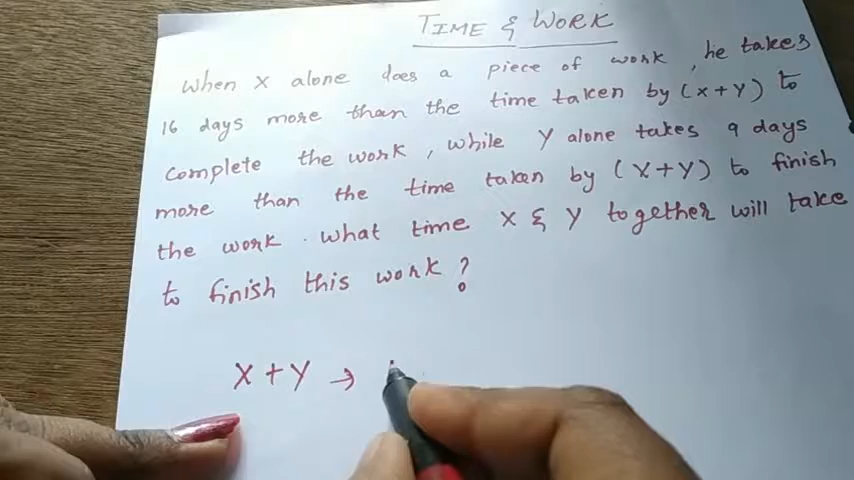 TIME & WORK
When X alone does a piece of work, he takes
16 days more than the time taken by (X+Y) to
Complete the work, while Y alone takes 9 days
more than the time taken by (X+Y) to finish
the work. What time X & Y together will take
to finish this work?
X + Y →